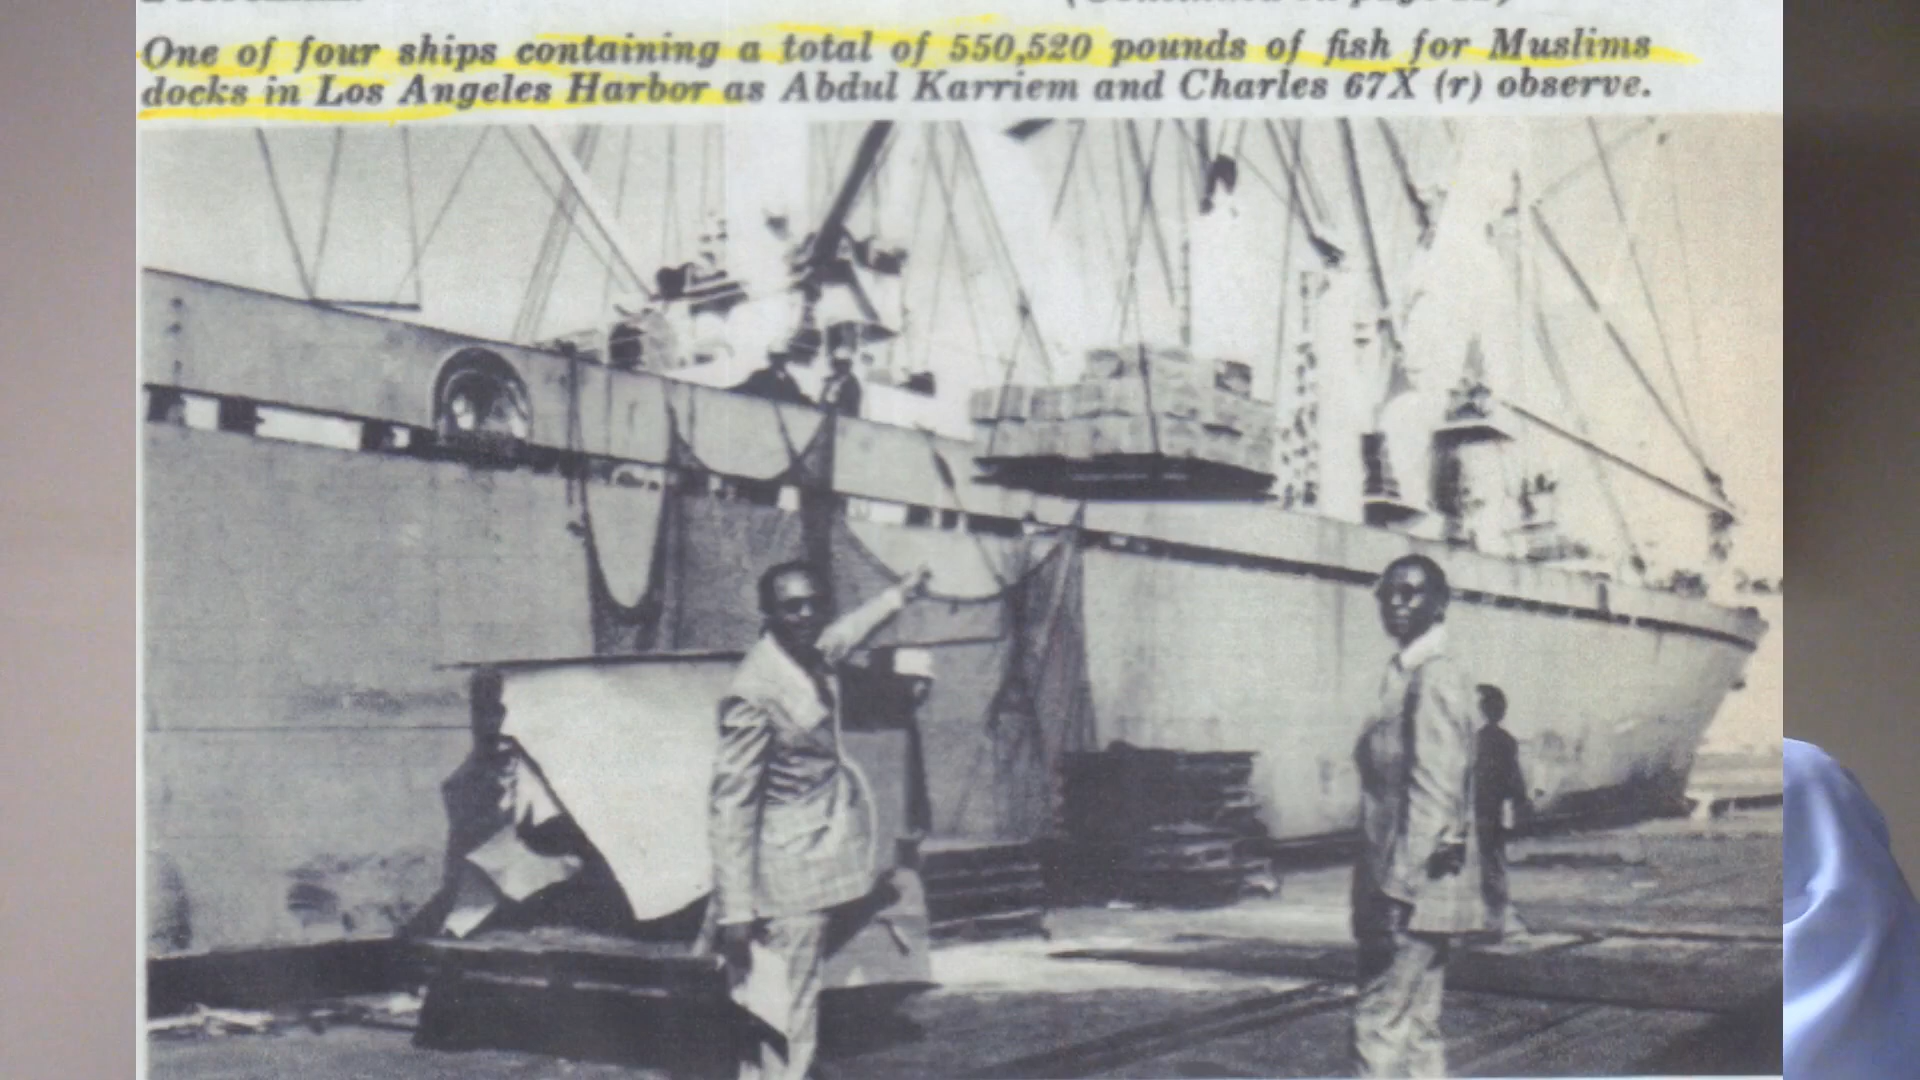 One of four ships containing a total of 550,520 pounds of fish for Muslims
docks in Los Angeles Harbor as Abdul Karriem and Charles 67X (r) observe.